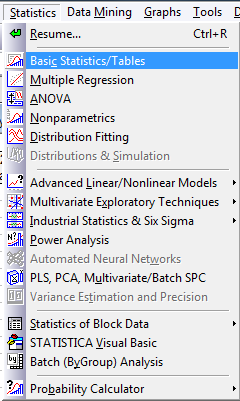 Statistics Data Mining Graphs Tools D
Resume... Ctrl+R
Basic Statistics/Tables
Multiple Regression
ANOVA
Nonparametrics
Distribution Fitting
Distributions & Simulation
Advanced Linear/Nonlinear Models
Multivariate Exploratory Techniques
Industrial Statistics & Six Sigma
Power Analysis
Automated Neural Networks
PLS, PCA, Multivariate/Batch SPC
Variance Estimation and Precision
Statistics of Block Data
STATISTICA Visual Basic
Batch (ByGroup) Analysis
Probability Calculator